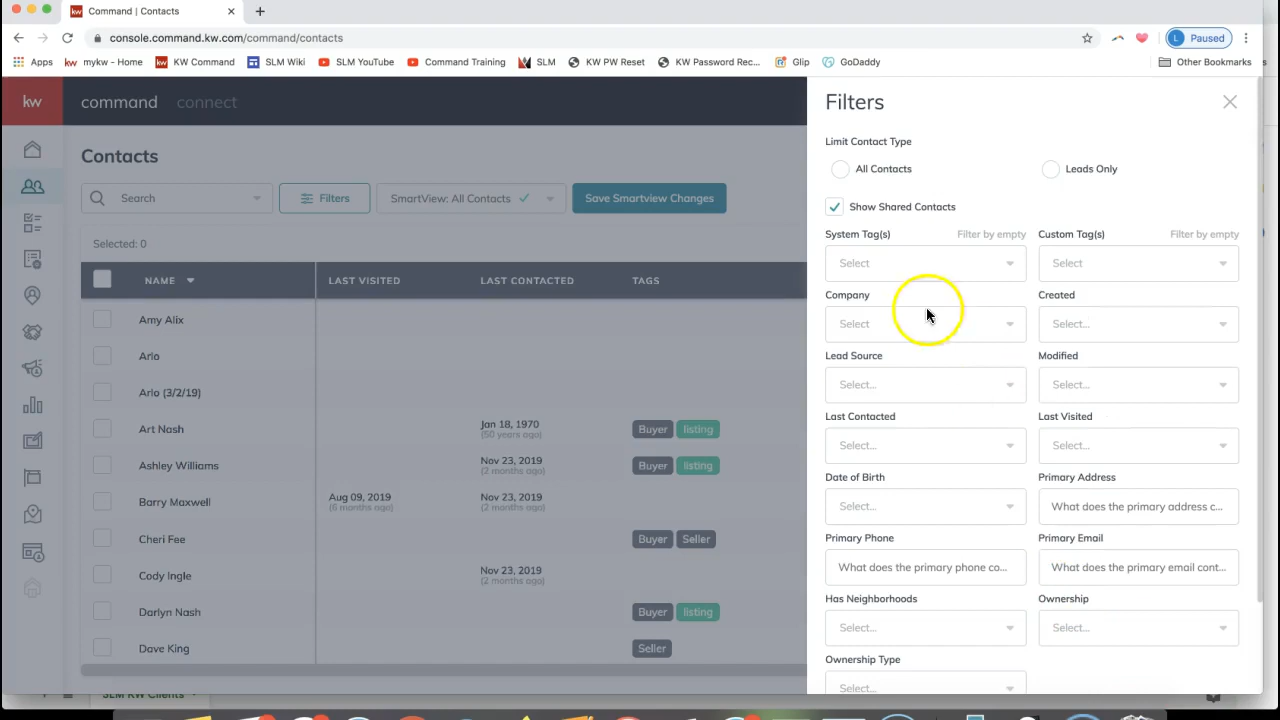 Command | Contacts
console.command.kw.com/command/contacts
Paused
L
Apps
mykw - Home
KW Command
SLM Wiki
SLM YouTube
Command Training
SLM
KW PW Reset
KW Password Rec...
Glip
GoDaddy
Other Bookmarks
kw
command
connect
Contacts
Search
Filters
SmartView: All Contacts
Save Smartview Changes
Selected: 0
NAME
LAST VISITED
LAST CONTACTED
TAGS
Amy Alix
Arlo
Arlo (3/2/19)
Art Nash
Jan 18, 1970
(50 years ago)
Buyer
listing
Ashley Williams
Nov 23, 2019
(2 months ago)
Buyer
listing
Barry Maxwell
Aug 09, 2019
(6 months ago)
Nov 23, 2019
(2 months ago)
Cheri Fee
Buyer
Seller
Cody Ingle
Nov 23, 2019
(2 months ago)
Darlyn Nash
Buyer
listing
Dave King
Seller
SLM KW Clients
Filters
Limit Contact Type
All Contacts
Leads Only
Show Shared Contacts
System Tag(s)
Filter by empty
Custom Tag(s)
Filter by empty
Select
Select
Company
Created
Select
Select...
Lead Source
Modified
Select...
Select...
Last Contacted
Last Visited
Select...
Select...
Date of Birth
Primary Address
Select...
What does the primary address c...
Primary Phone
Primary Email
What does the primary phone co...
What does the primary email cont...
Has Neighborhoods
Ownership
Select...
Select...
Ownership Type
Select...